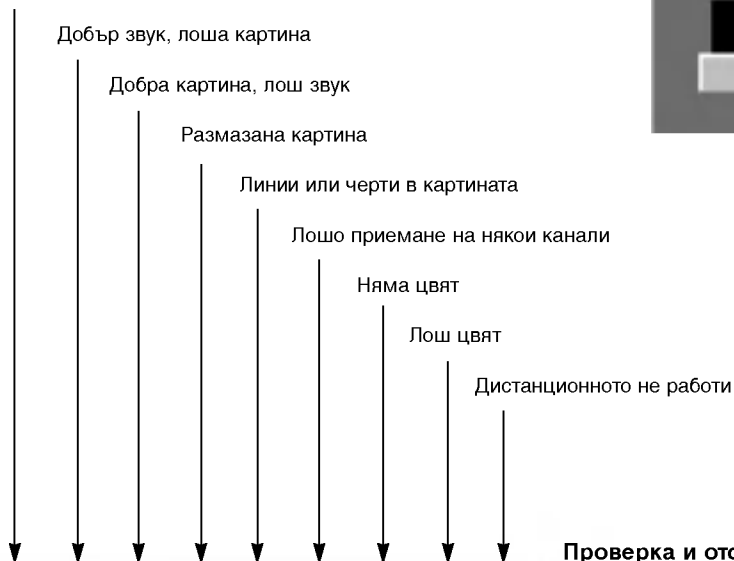 Добър звук, лоша картина
Добра картина, лош звук
Размазана картина
Линии или черти в картината
Лошо приемане на някои канали
Няма цвят
Лош цвят
Дистанционното не работи
Проверка и